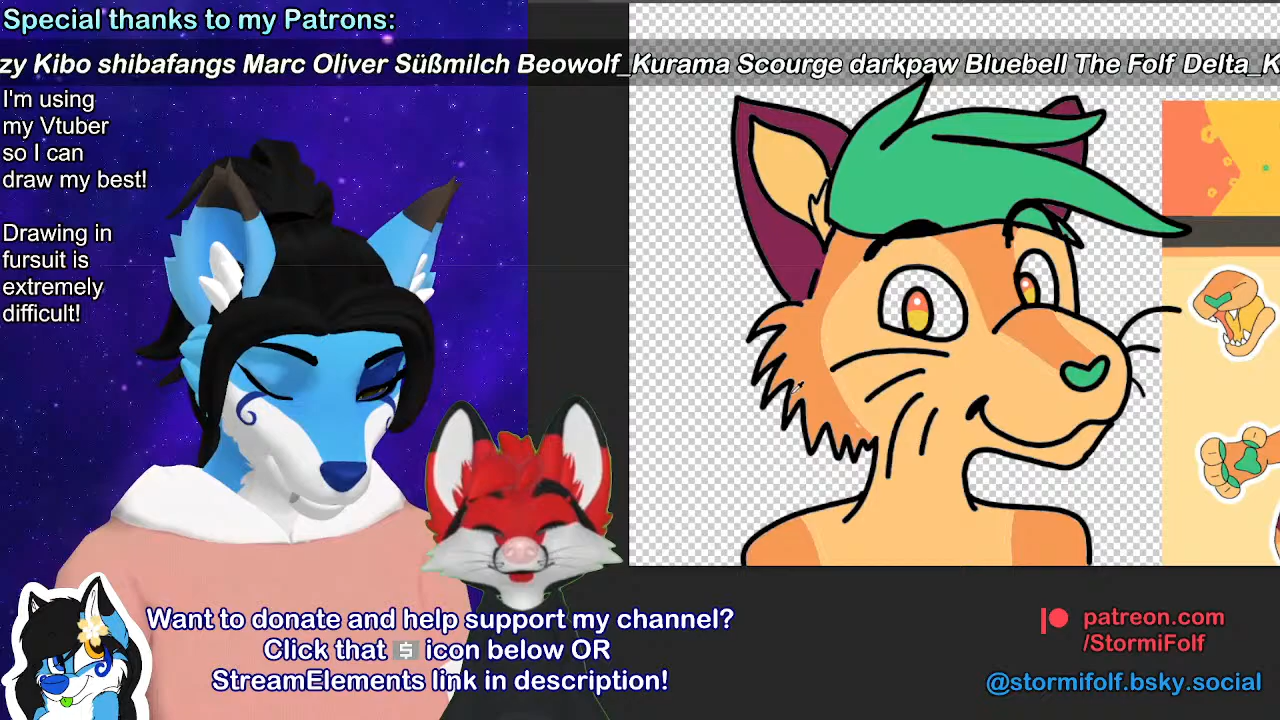 Special thanks to my Patrons:
zy Kibo shibafangs Marc Oliver Süßmilch Beowolf_Kurama Scourge darkpaw Bluebell The Folf Delta_K
I'm using
my Vtuber
so I can
draw my best!
Drawing in
fursuit is
extremely
difficult!
Want to donate and help support my channel?
Click that $ icon below OR
StreamElements link in description!
patreon.com
/StormiFolf
@stormifolf.bsky.social